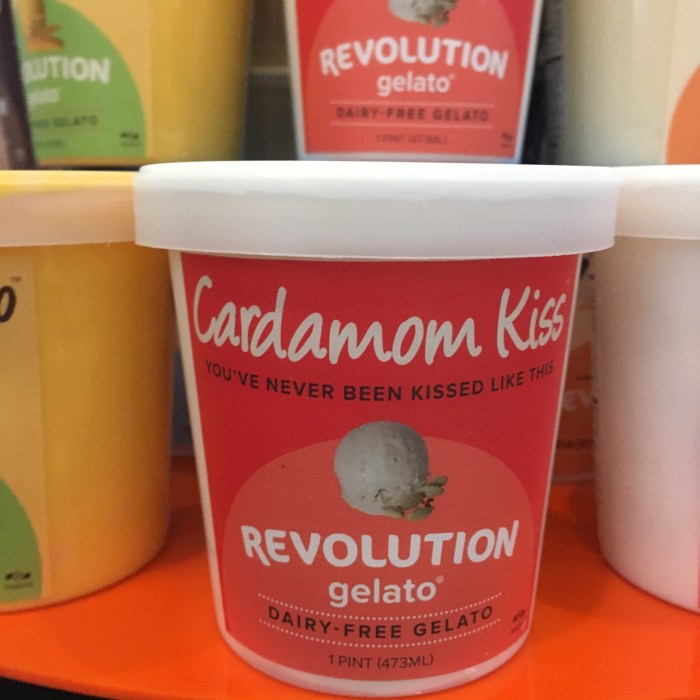 LUTION
GELATO
REVOLUTION
gelato®
DAIRY-FREE GELATO
1 PINT (473ML)
Cardamom Kiss
YOU'VE NEVER BEEN KISSED LIKE THIS
REVOLUTION
gelato®
DAIRY-FREE GELATO
1 PINT (473ML)